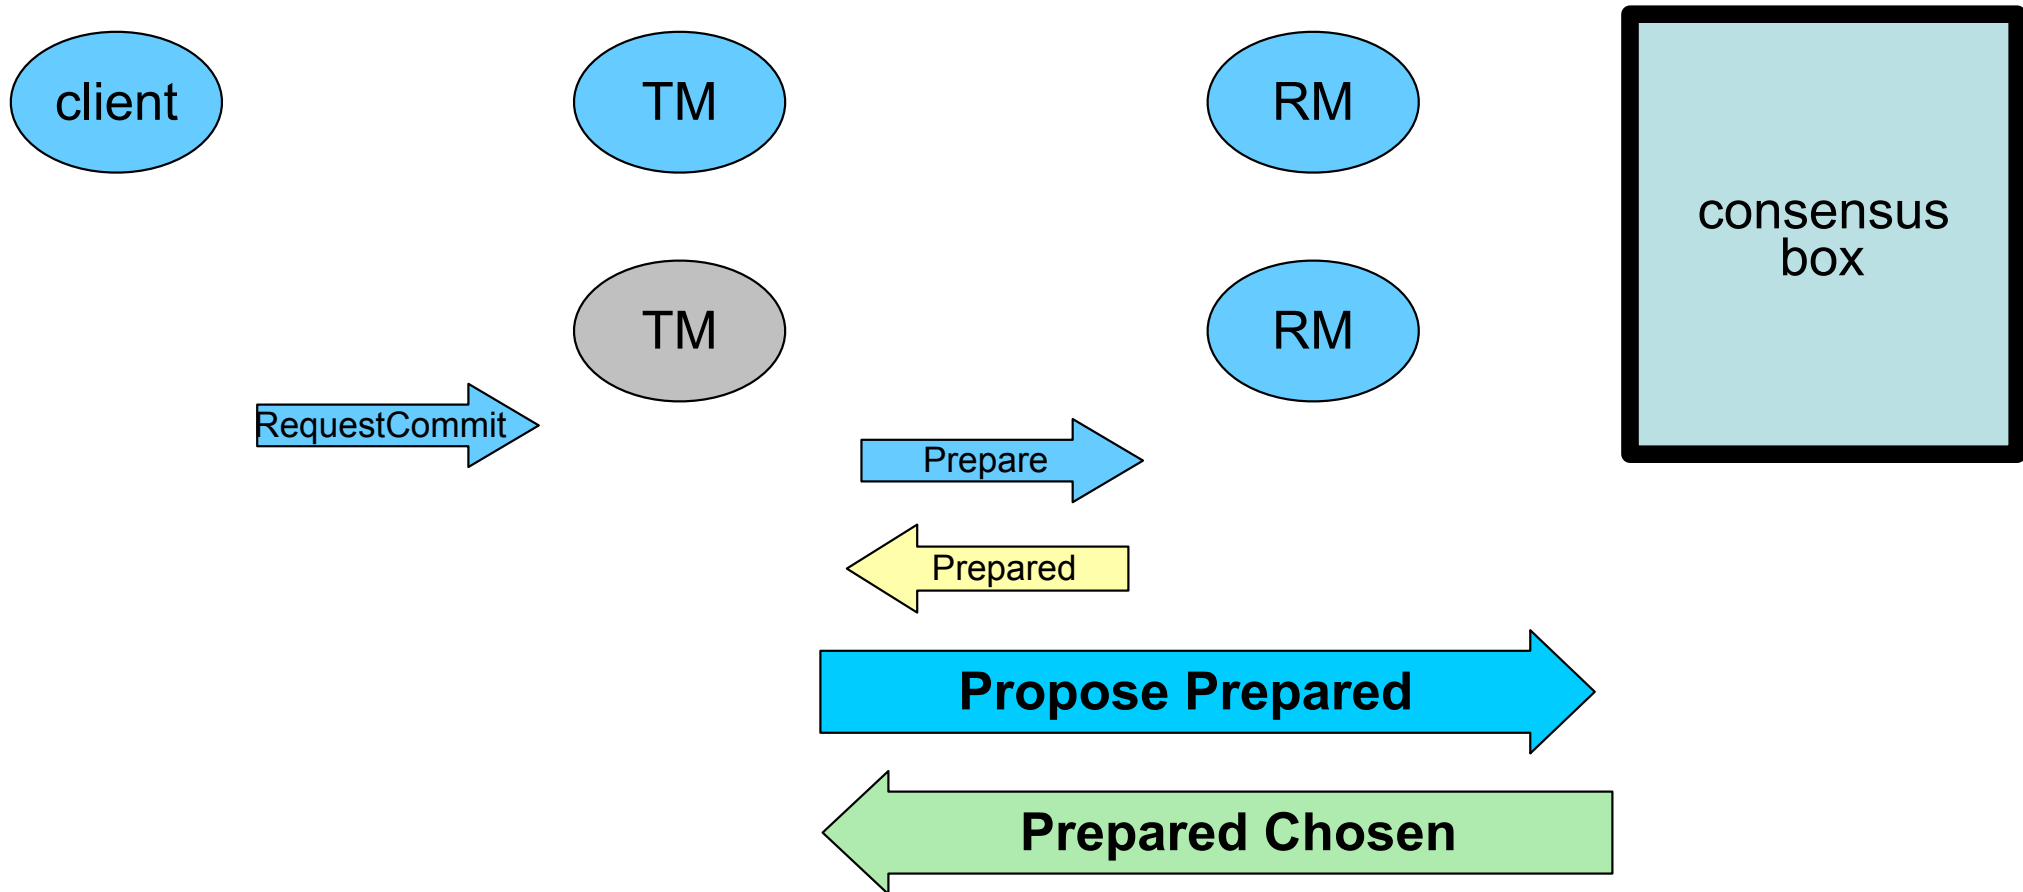 client
TM
RM
consensus
box
TM
RM
RequestCommit
Prepare
Prepared
Propose Prepared
Prepared Chosen